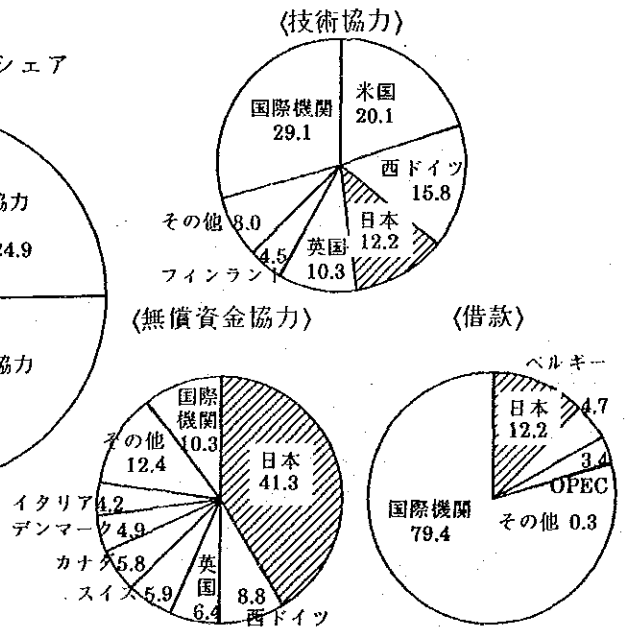 シェア
協力
24.9
協力
〈技術協力〉
米国
20.1
西ドイツ
15.8
日本
12.2
英国
10.3
4.5
フィンランド
その他 8.0
国際機関
29.1
〈無償資金協力〉
日本
41.3
8.8
西ドイツ
英国
6.4
スイス 5.9
カナダ 5.8
デンマーク 4.9
イタリア 4.2
その他
12.4
国際機関
10.3
〈借款〉
日本
12.2
ベルギー
4.7
3.4
OPEC
その他 0.3
国際機関
79.4